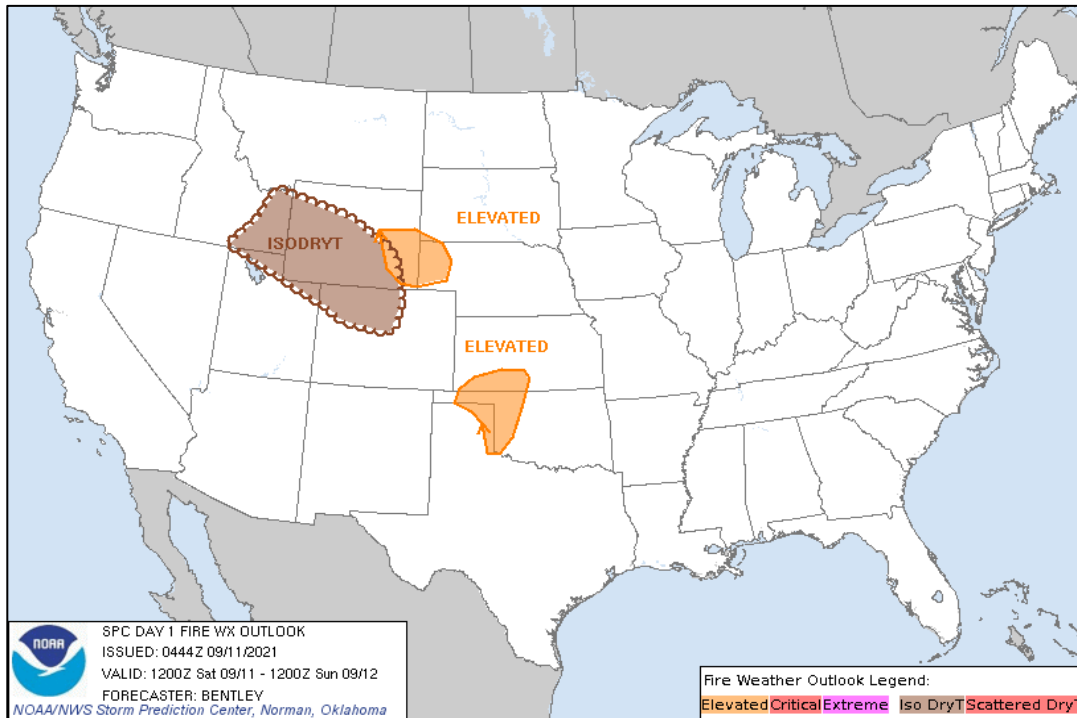 ELEVATED
ISODRYT
ELEVATED
SPC DAY 1 FIRE WX OUTLOOK
ISSUED: 0444Z 09/11/2021
VALID: 1200Z Sat 09/11 - 1200Z Sun 09/12
FORECASTER: BENTLEY
NOAA
NOAA/NWS Storm Prediction Center, Norman, Oklahoma
Fire Weather Outlook Legend:
Elevated Critical Extreme Iso DryT Scattered DryT